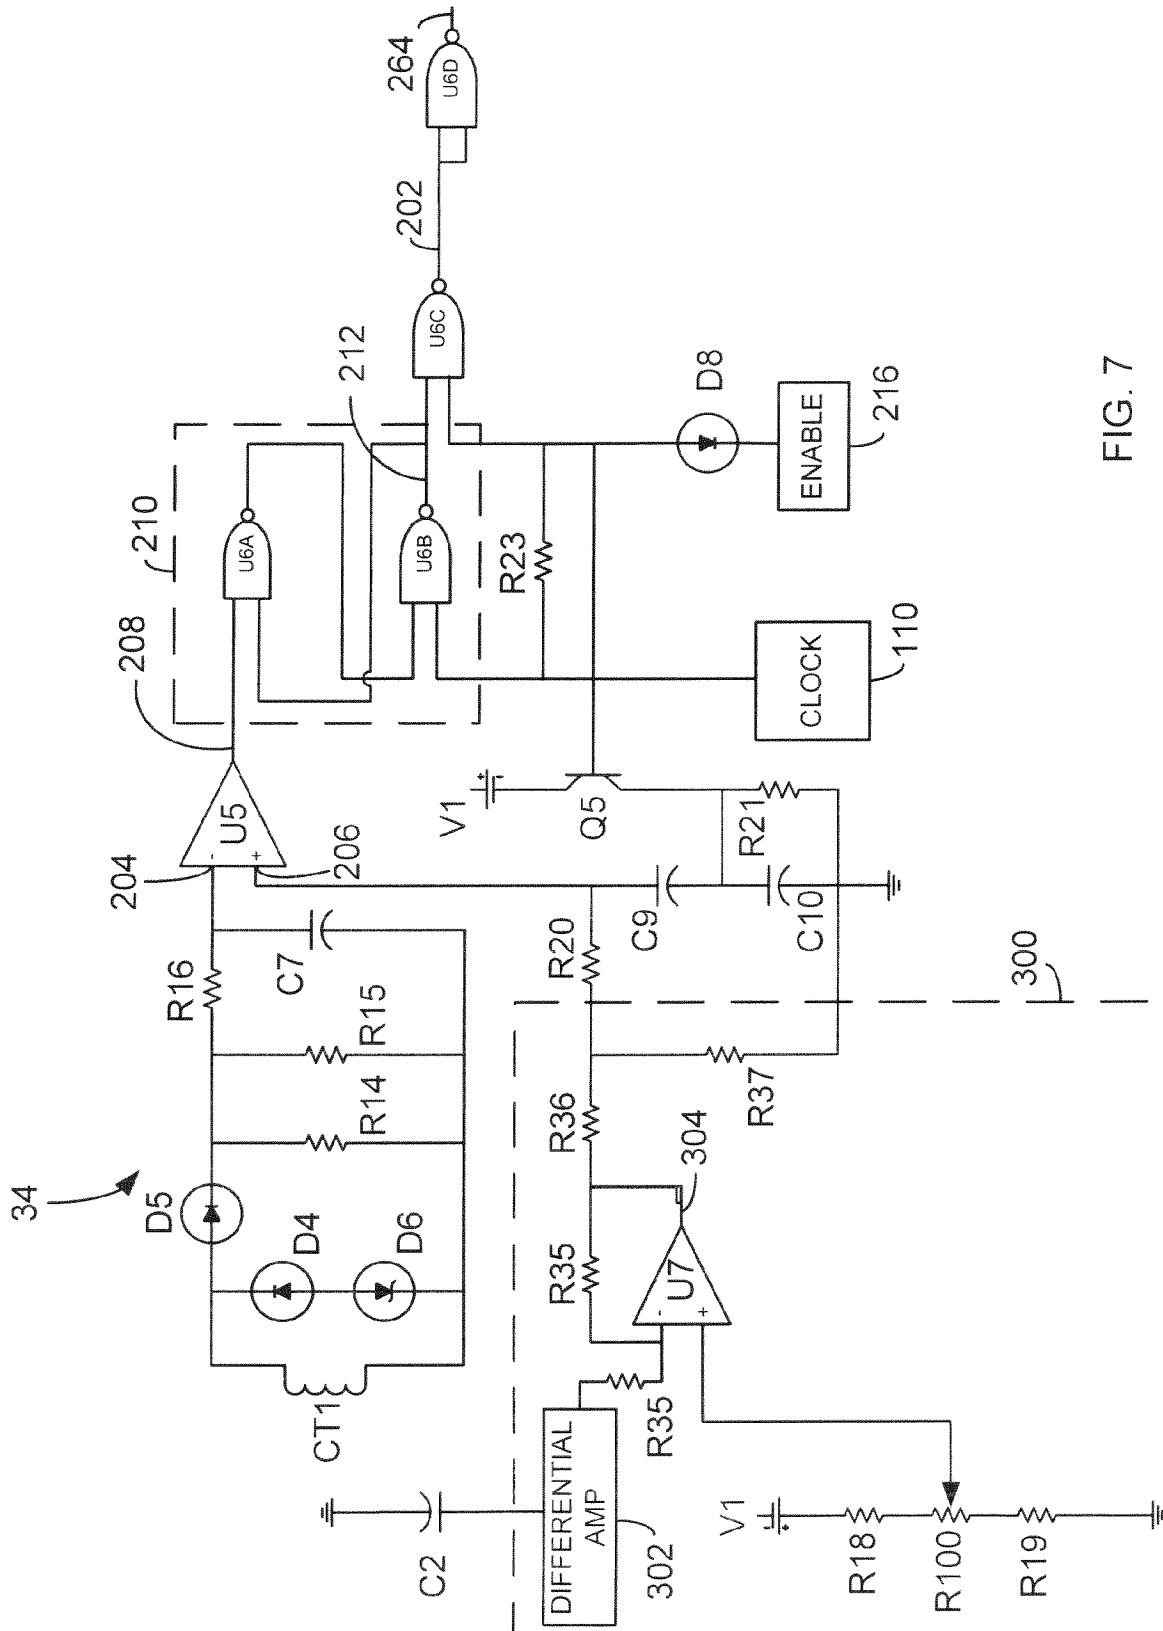 34
CT1
D5
D4
D6
R14
R15
R16
C7
204
206
-
+
U5
208
210
U6A
U6B
212
U6C
202
U6D
264
C2
DIFFERENTIAL
AMP
302
R35
R35
-
+
U7
304
R36
R37
R20
300
V1
R18
R100
R19
C9
C10
R21
V1
+
-
Q5
R23
CLOCK
110
D8
ENABLE
216
FIG. 7